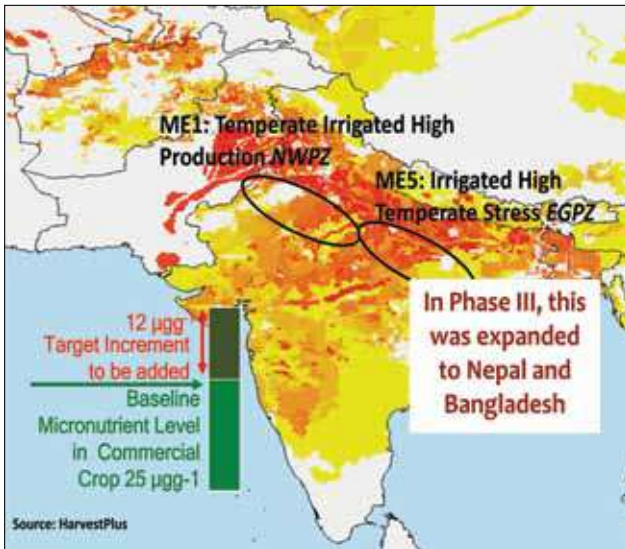 ME1: Temperate Irrigated High
Production NWPZ
ME5: Irrigated High
Temperate Stress EGPZ
In Phase III, this
was expanded
to Nepal and
Bangladesh
12 µgg-
Target Increment
to be added
Baseline
Micronutrient Level
in Commercial
Crop 25 µgg-1
Source: HarvestPlus